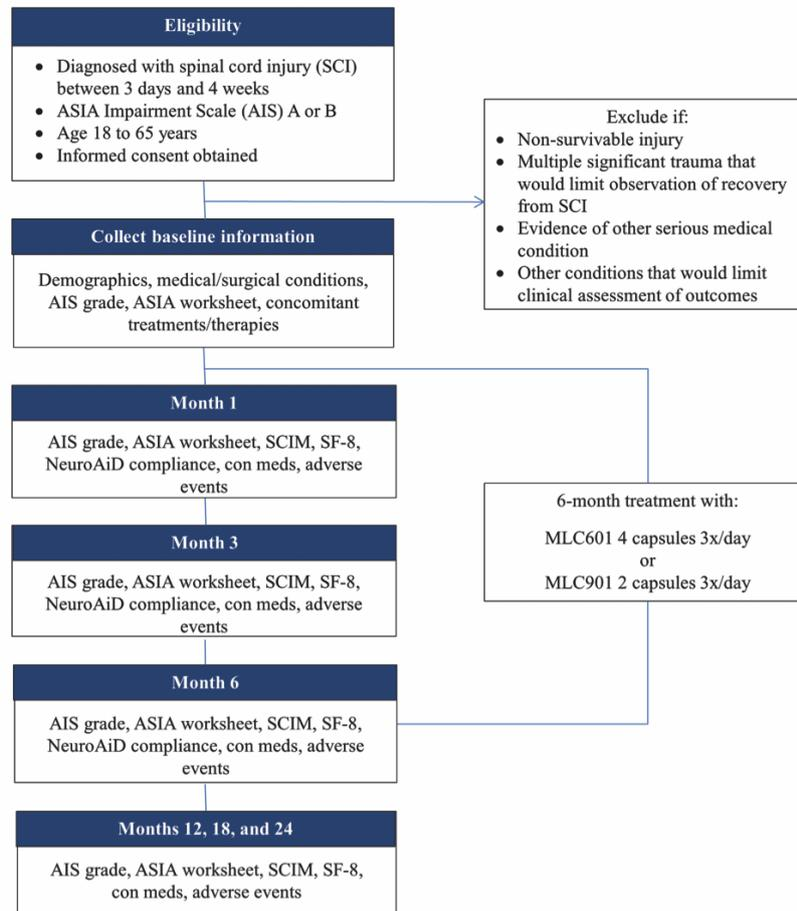 Eligibility
• Diagnosed with spinal cord injury (SCI)
between 3 days and 4 weeks
• ASIA Impairment Scale (AIS) A or B
• Age 18 to 65 years
• Informed consent obtained
Exclude if:
• Non-survivable injury
• Multiple significant trauma that
would limit observation of recovery
from SCI
• Evidence of other serious medical
condition
• Other conditions that would limit
clinical assessment of outcomes
Collect baseline information
Demographics, medical/surgical conditions,
AIS grade, ASIA worksheet, concomitant
treatments/therapies
Month 1
AIS grade, ASIA worksheet, SCIM, SF-8,
NeuroAiD compliance, con meds, adverse
events
Month 3
AIS grade, ASIA worksheet, SCIM, SF-8,
NeuroAiD compliance, con meds, adverse
events
6-month treatment with:
MLC601 4 capsules 3x/day
or
MLC901 2 capsules 3x/day
Month 6
AIS grade, ASIA worksheet, SCIM, SF-8,
NeuroAiD compliance, con meds, adverse
events
Months 12, 18, and 24
AIS grade, ASIA worksheet, SCIM, SF-8,
con meds, adverse events